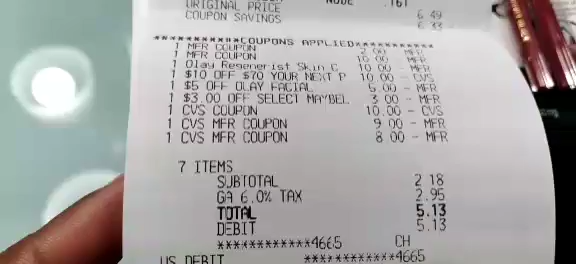 ORIGINAL PRICE
COUPON SAVINGS 6 49
**********COUPONS APPLIED***********
1 MFR COUPON 2 00 - MFR
1 MFR COUPON 10 00 - MFR
1 Olay Regenerist Skin C 10 00 - MFR
1 $10 OFF $70 YOUR NEXT P 10 00 - CVS
1 $5 OFF OLAY FACIAL 5.00 - MFR
1 $3.00 OFF SELECT MAYBEL 3 00 - MFR
1 CVS COUPON 10.00 - CVS
1 CVS MFR COUPON 9 00 - MFR
1 CVS MFR COUPON 8 00 - MFR
7 ITEMS
SUBTOTAL 2 18
GA 6.0% TAX 2.95
TOTAL 5.13
DEBIT 5.13
************4665 CH
US DEBIT ************4665